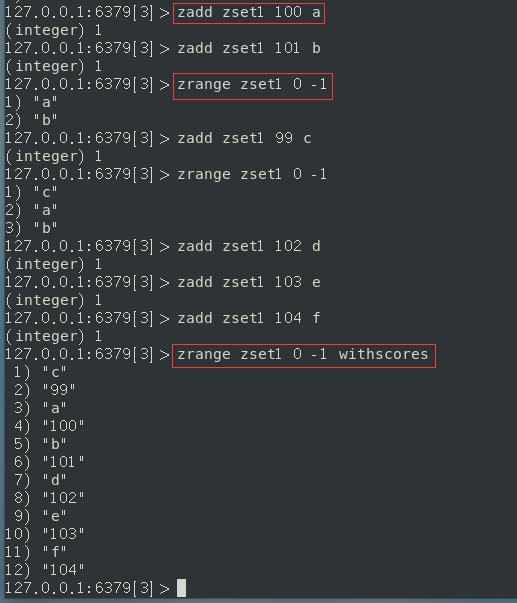 127.0.0.1:6379[3]> zadd zset1 100 a
(integer) 1
127.0.0.1:6379[3]> zadd zset1 101 b
(integer) 1
127.0.0.1:6379[3]> zrange zset1 0 -1
1) "a"
2) "b"
127.0.0.1:6379[3]> zadd zset1 99 c
(integer) 1
127.0.0.1:6379[3]> zrange zset1 0 -1
1) "c"
2) "a"
3) "b"
127.0.0.1:6379[3]> zadd zset1 102 d
(integer) 1
127.0.0.1:6379[3]> zadd zset1 103 e
(integer) 1
127.0.0.1:6379[3]> zadd zset1 104 f
(integer) 1
127.0.0.1:6379[3]> zrange zset1 0 -1 withscores
 1) "c"
 2) "99"
 3) "a"
 4) "100"
 5) "b"
 6) "101"
 7) "d"
 8) "102"
 9) "e"
10) "103"
11) "f"
12) "104"
127.0.0.1:6379[3]>